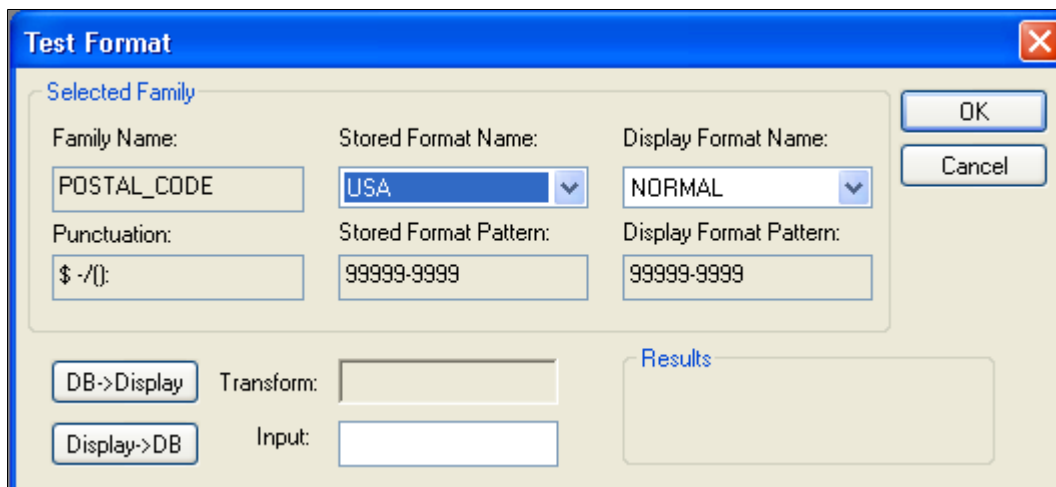 Test Format
Selected Family
OK
Cancel
Family Name: Stored Format Name: Display Format Name:
POSTAL_CODE USA NORMAL
Punctuation: Stored Format Pattern: Display Format Pattern:
$ -/(): 99999-9999 99999-9999
DB->Display Transform: Results
Display->DB Input: